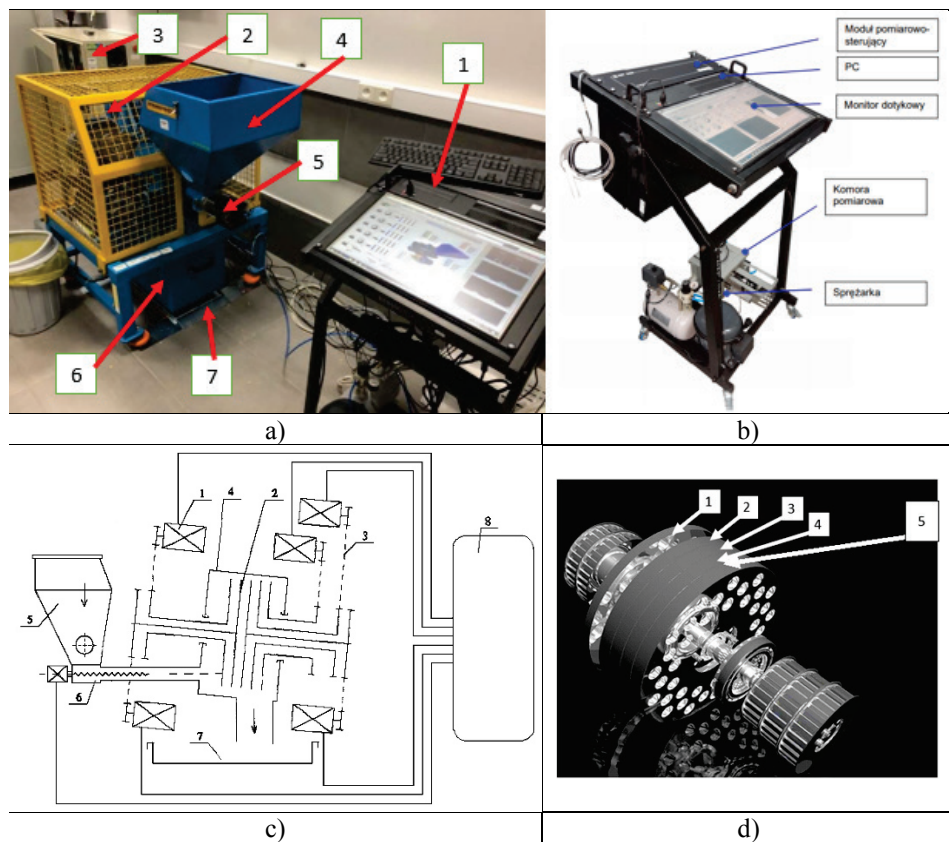 3
2
4
1
5
6
7
a)
Moduł pomiarowo-
sterujący
PC
Monitor dotykowy
Komora
pomiarowa
Sprężarka
b)
1
4
2
3
8
5
6
7
c)
1
2
3
4
5
d)